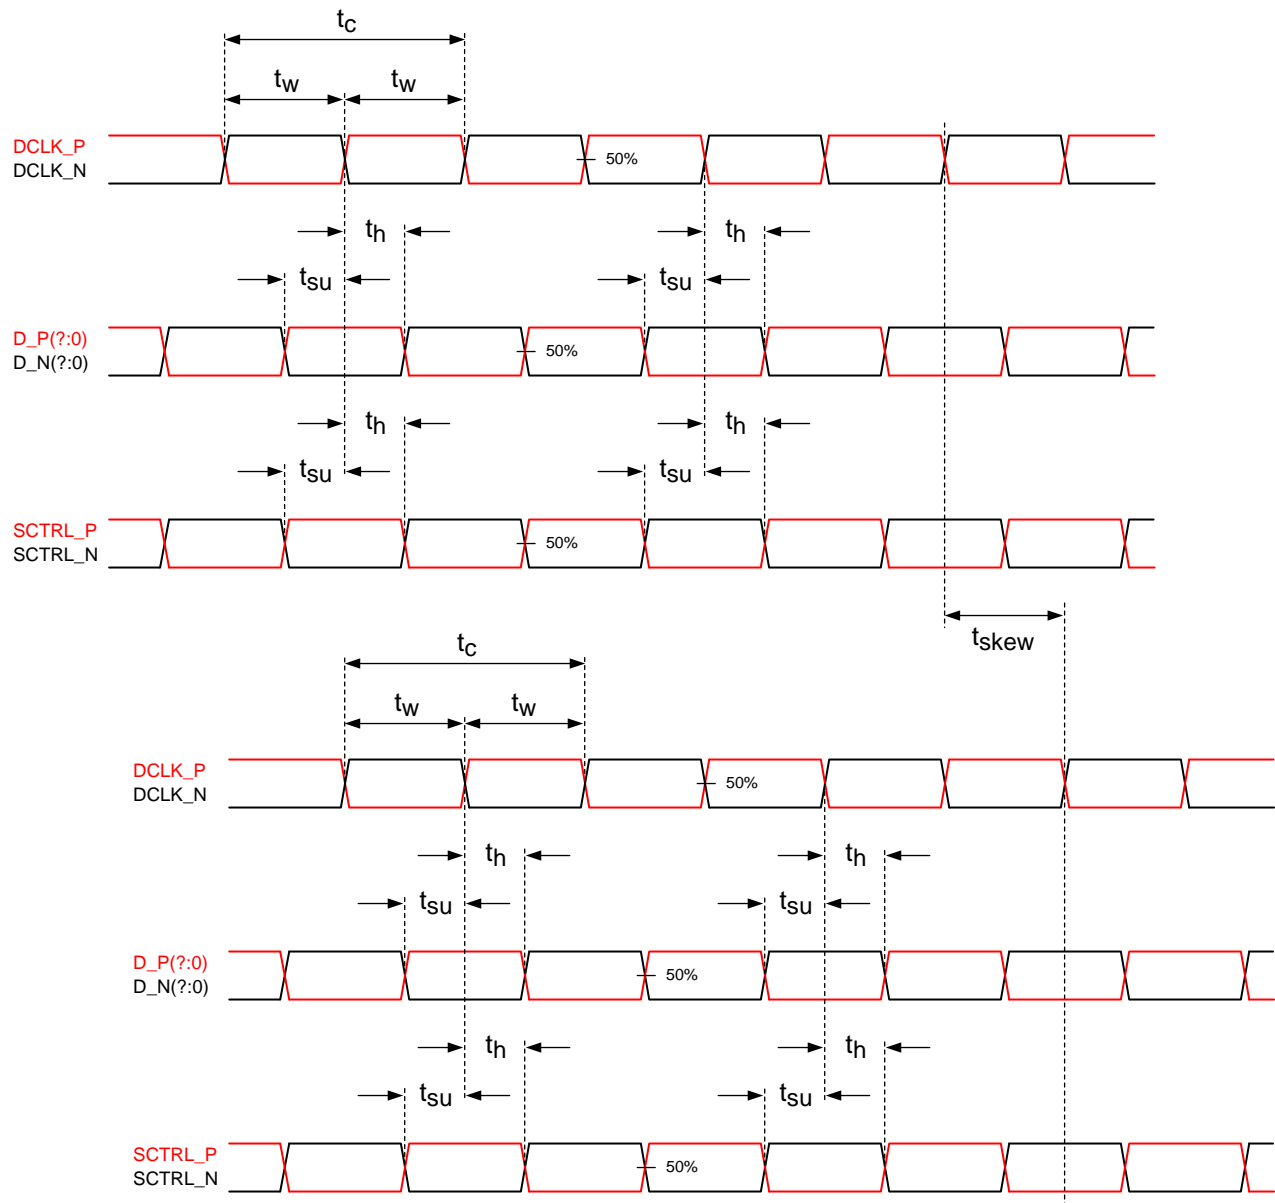 tc
tw tw
DCLK_P
DCLK_N
50%
th th
tsu tsu
D_P(?:0)
D_N(?:0)
50%
th th
tsu tsu
SCTRL_P
SCTRL_N
50%
tskew
tc
tw tw
DCLK_P
DCLK_N
50%
th th
tsu tsu
D_P(?:0)
D_N(?:0)
50%
th th
tsu tsu
SCTRL_P
SCTRL_N
50%